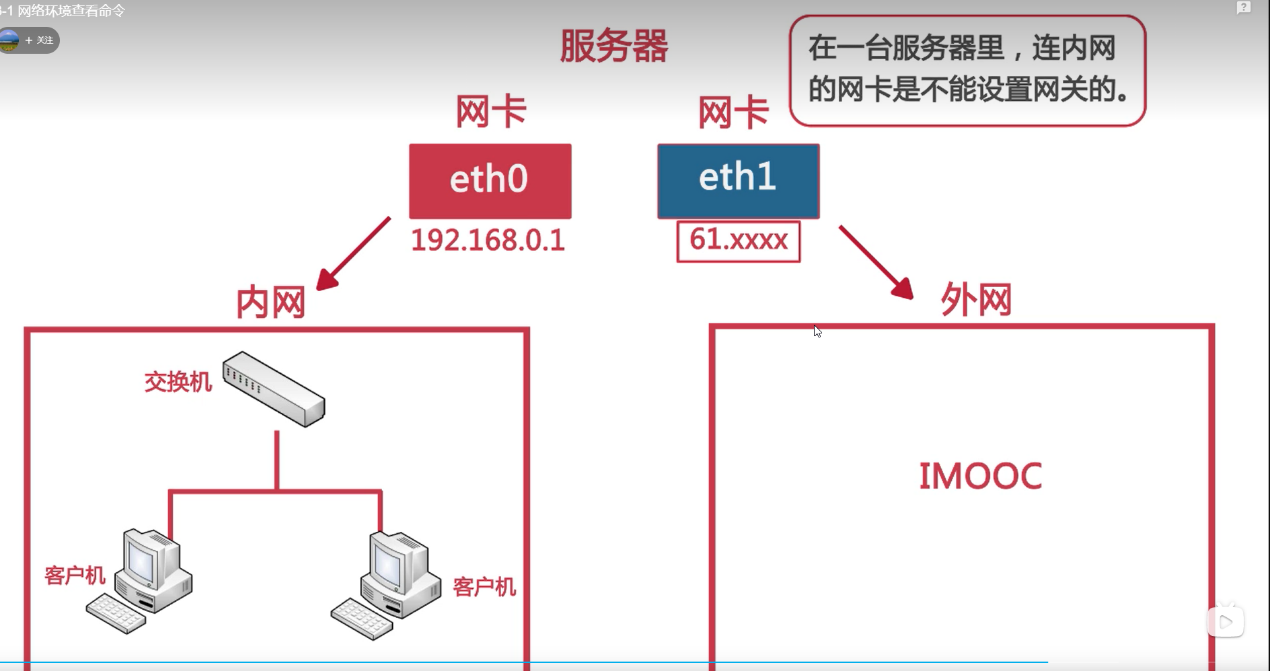 -1 网络环境查看命令
+ 关注
服务器
在一台服务器里，连内网
的网卡是不能设置网关的。
网卡
网卡
eth0
eth1
192.168.0.1
61.xxxx
内网
外网
交换机
IMOOC
客户机
客户机